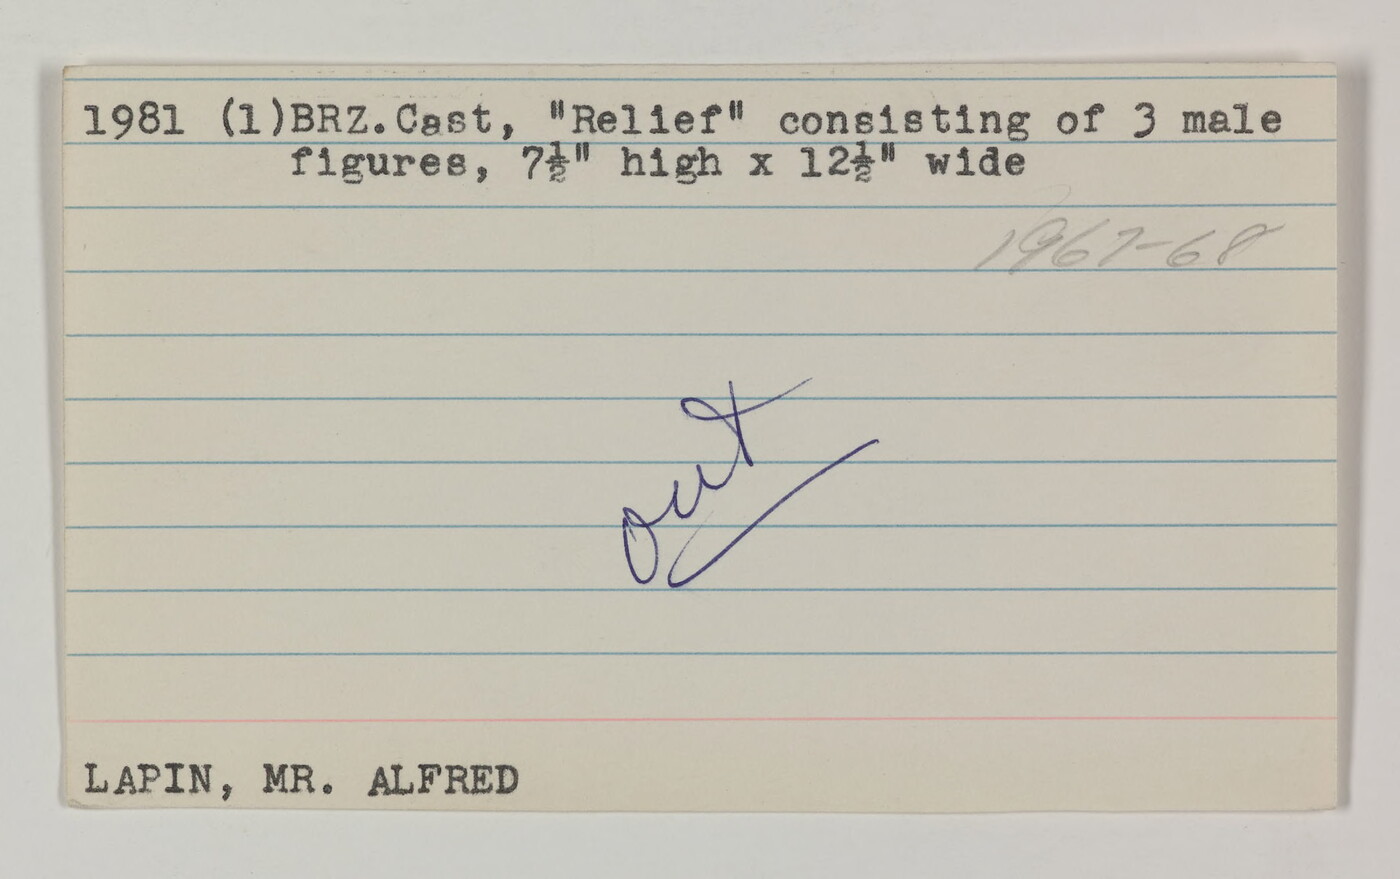 1981 (1)BRZ.Cast, "Relief" consisting of 3 male
figures, 7½" high x 12½" wide
1967-68
out
LAPIN, MR. ALFRED